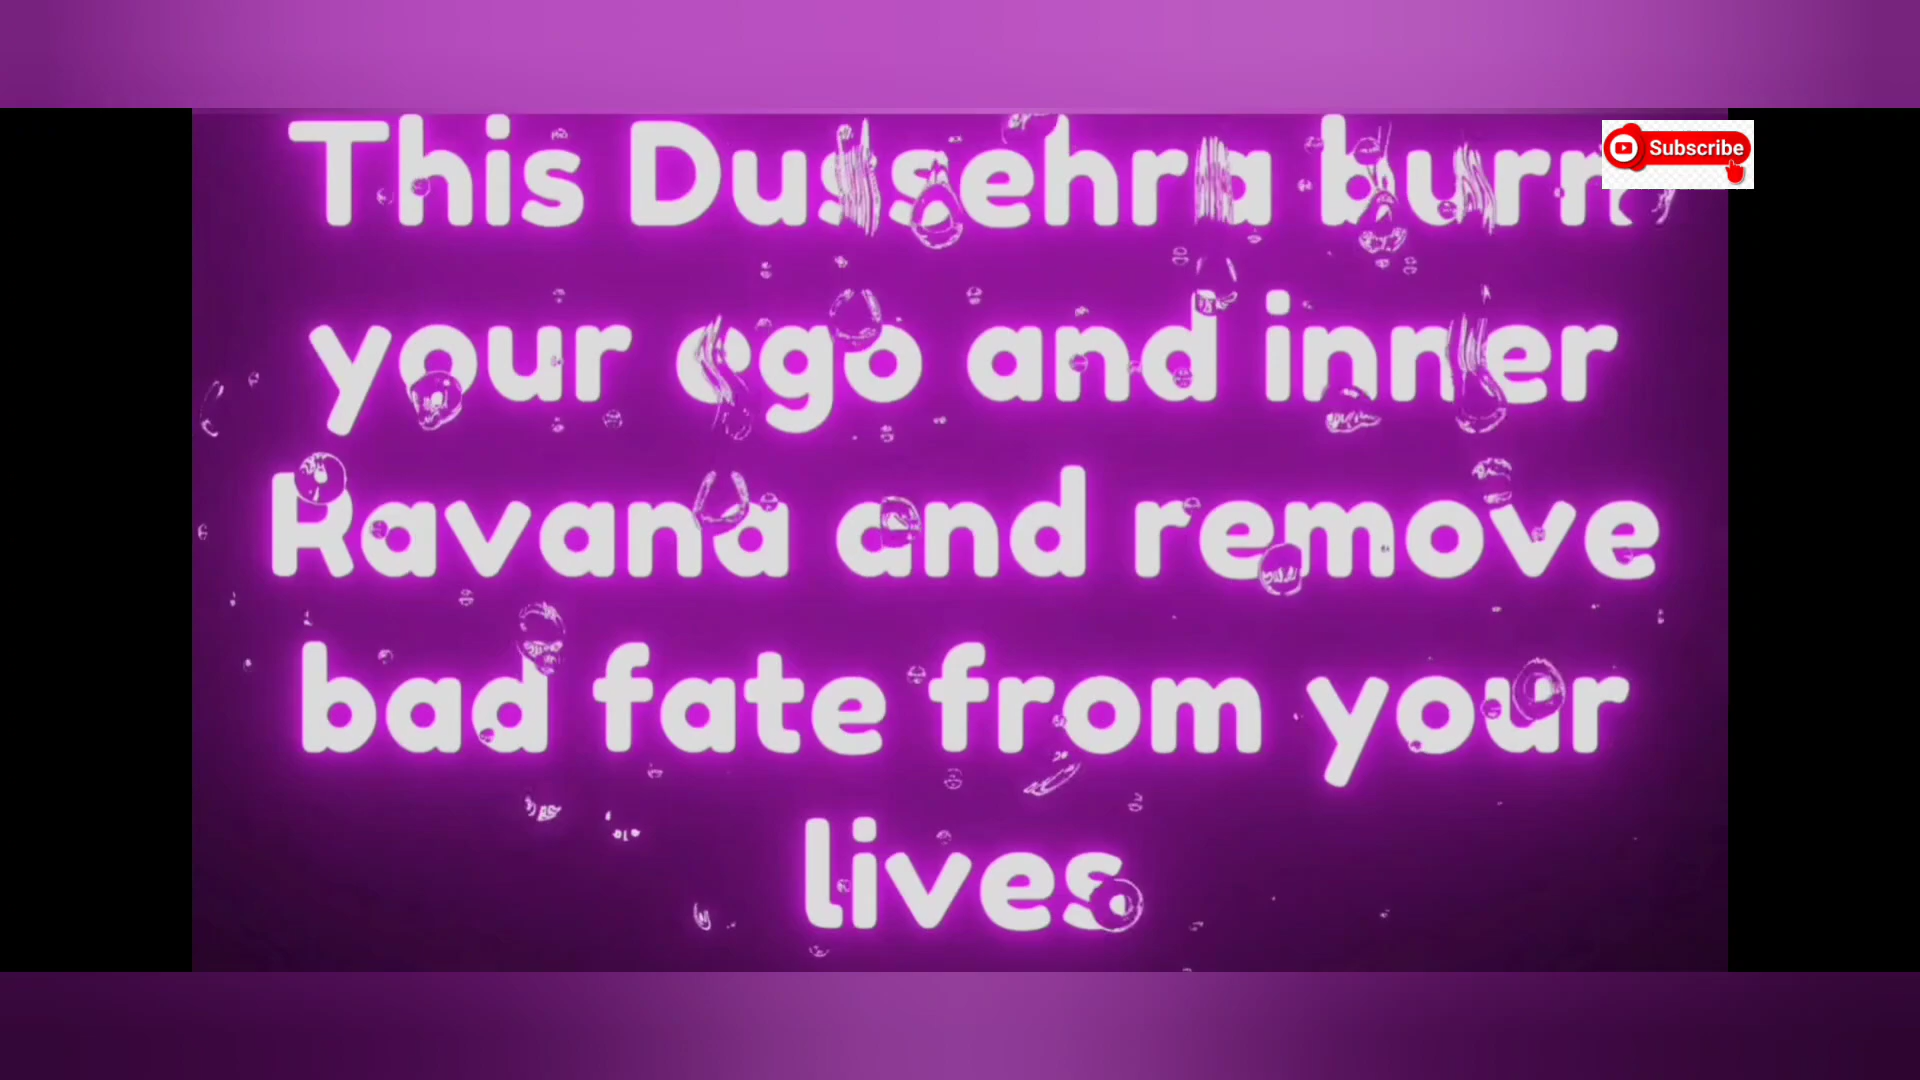 This Dussehra burn
Subscribe
your ego and inner
Ravana and remove
bad fate from your
lives